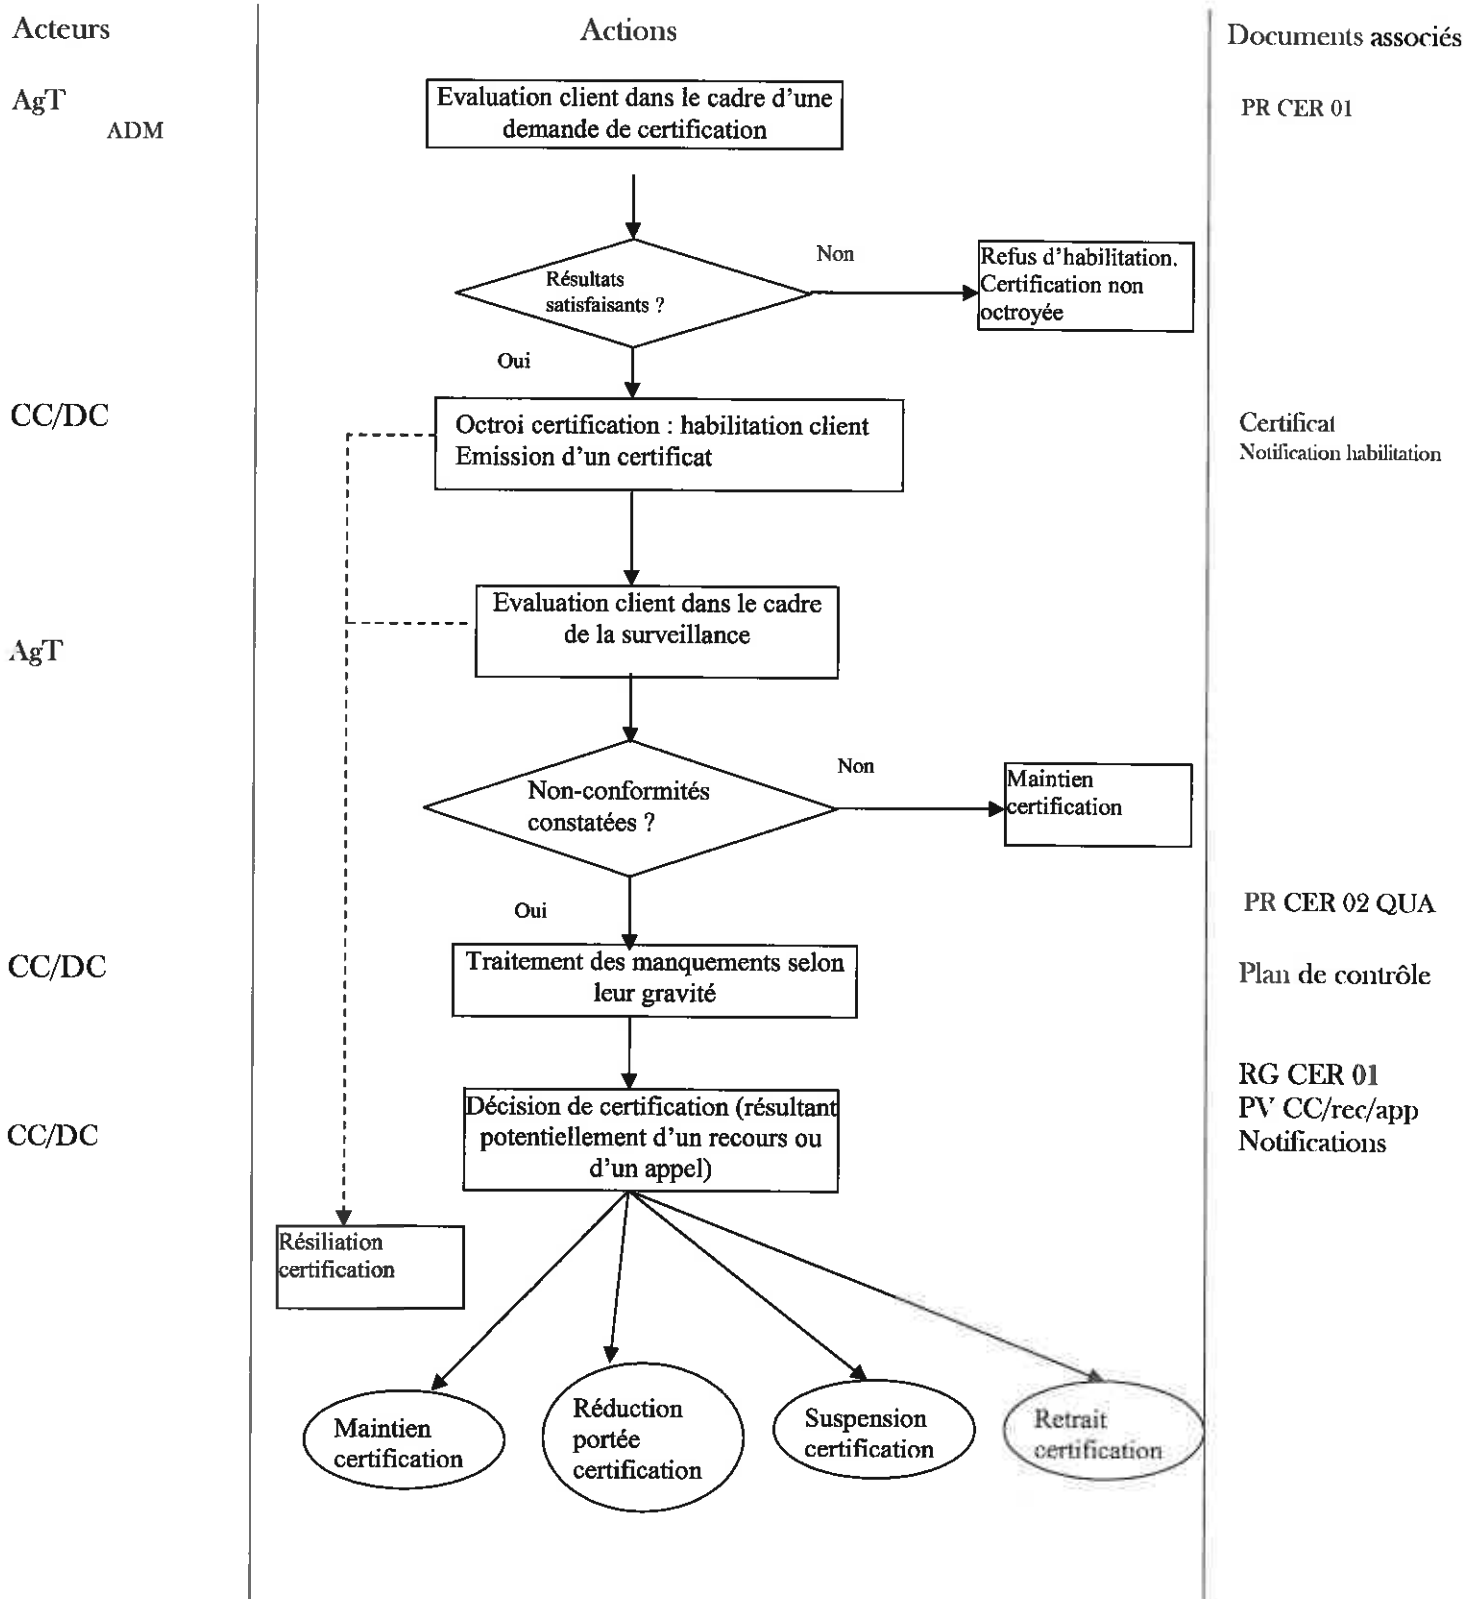 Acteurs
Actions
Documents associés
AgT
ADM
Evaluation client dans le cadre d'une
demande de certification
PR CER 01
Résultats
satisfaisants ?
Non
Refus d'habilitation.
Certification non
octroyée
Oui
CC/DC
Octroi certification : habilitation client
Emission d'un certificat
Certificat
Notification habilitation
Evaluation client dans le cadre
de la surveillance
AgT
Non-conformités
constatées ?
Non
Maintien
certification
Oui
PR CER 02 QUA
CC/DC
Traitement des manquements selon
leur gravité
Plan de contrôle
CC/DC
Décision de certification (résultant
potentiellement d'un recours ou
d'un appel)
RG CER 01
PV CC/rec/app
Notifications
Résiliation
certification
Maintien
certification
Réduction
portée
certification
Suspension
certification
Retrait
certification